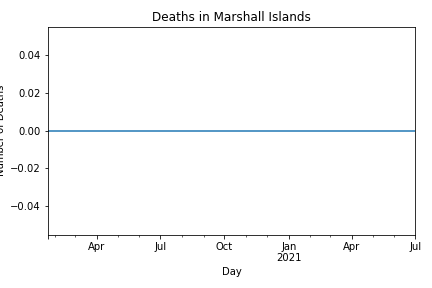 Deaths in Marshall Islands
0.04
0.02
0.00
−0.02
−0.04
Number of Deaths
Apr Jul Oct Jan Apr Jul
2021
Day